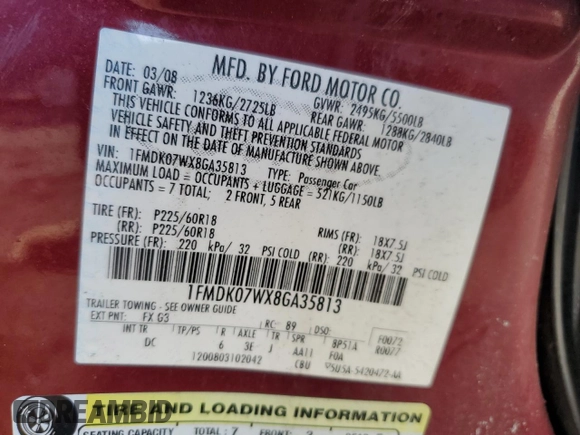 MFD. BY FORD MOTOR CO.
DATE: 03/08
GVWR: 2495KG/5500LB
FRONT GAWR: 1236KG/2725LB
REAR GAWR: 1288KG/2840LB
THIS VEHICLE CONFORMS TO ALL APPLICABLE FEDERAL MOTOR
VEHICLE SAFETY AND THEFT PREVENTION STANDARDS
IN EFFECT ON THE DATE OF MANUFACTURE SHOWN ABOVE.
VIN: 1FMDK07WX8GA35813 TYPE: Passenger Car
MAXIMUM LOAD = OCCUPANTS + LUGGAGE = 521KG/1150LB
OCCUPANTS = 7 TOTAL; 2 FRONT, 5 REAR
TIRE (FR): P225/60R18 RIMS (FR): 18X7.5J
(RR): P225/60R18 (RR): 18X7.5J
PRESSURE (FR): 220 kPa/ 32 PSI COLD (RR) 220 kPa/ 32 PSI COLD
1FMDK07WX8GA35813
TRAILER TOWING - SEE OWNER GUIDE
EXT PNT: FX G3 RC: 89 DSO: F0072
R0077
INT TR TP/PS R AXLE TR SPR BPS1A
DC 6 3E J AA11 F0A
1200803102042 CBU
TIRE AND LOADING INFORMATION
SEATING CAPACITY TOTAL: 7 FRONT: 2
REAMBID